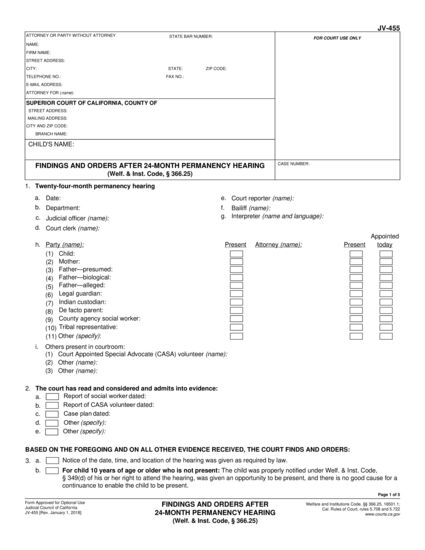 JV-455
ATTORNEY OR PARTY WITHOUT ATTORNEY STATE BAR NUMBER:
FOR COURT USE ONLY
NAME:
FIRM NAME:
STREET ADDRESS:
CITY: STATE: ZIP CODE:
TELEPHONE NO.: FAX NO.:
E-MAIL ADDRESS:
ATTORNEY FOR (name):
SUPERIOR COURT OF CALIFORNIA, COUNTY OF
STREET ADDRESS:
MAILING ADDRESS:
CITY AND ZIP CODE:
BRANCH NAME:
CHILD'S NAME:
FINDINGS AND ORDERS AFTER 24-MONTH PERMANENCY HEARING
(Welf. & Inst. Code, § 366.25)
CASE NUMBER:
1. Twenty-four-month permanency hearing
a. Date:
b. Department:
c. Judicial officer (name):
d. Court clerk (name):
e. Court reporter (name):
f. Bailiff (name):
g. Interpreter (name and language):
h. Party (name): Present Attorney (name): Present Appointed today
(1) Child:
(2) Mother:
(3) Father—presumed:
(4) Father—biological:
(5) Father—alleged:
(6) Legal guardian:
(7) Indian custodian:
(8) De facto parent:
(9) County agency social worker:
(10) Tribal representative:
(11) Other (specify):
i. Others present in courtroom:
(1) Court Appointed Special Advocate (CASA) volunteer (name):
(2) Other (name):
(3) Other (name):
2. The court has read and considered and admits into evidence:
a. Report of social worker dated:
b. Report of CASA volunteer dated:
c. Case plan dated:
d. Other (specify):
e. Other (specify):
BASED ON THE FOREGOING AND ON ALL OTHER EVIDENCE RECEIVED, THE COURT FINDS AND ORDERS:
3. a. Notice of the date, time, and location of the hearing was given as required by law.
b. For child 10 years of age or older who is not present: The child was properly notified under Welf. & Inst. Code,
§ 349(d) of his or her right to attend the hearing, was given an opportunity to be present, and there is no good cause for a
continuance to enable the child to be present.
Page 1 of 3
Form Approved for Optional Use
Judicial Council of California
JV-455 [Rev. January 1, 2018]
FINDINGS AND ORDERS AFTER
24-MONTH PERMANENCY HEARING
(Welf. & Inst. Code, § 366.25)
Welfare and Institutions Code, §§ 366.25, 16501.1;
Cal. Rules of Court, rules 5.708 and 5.722
www.courts.ca.gov